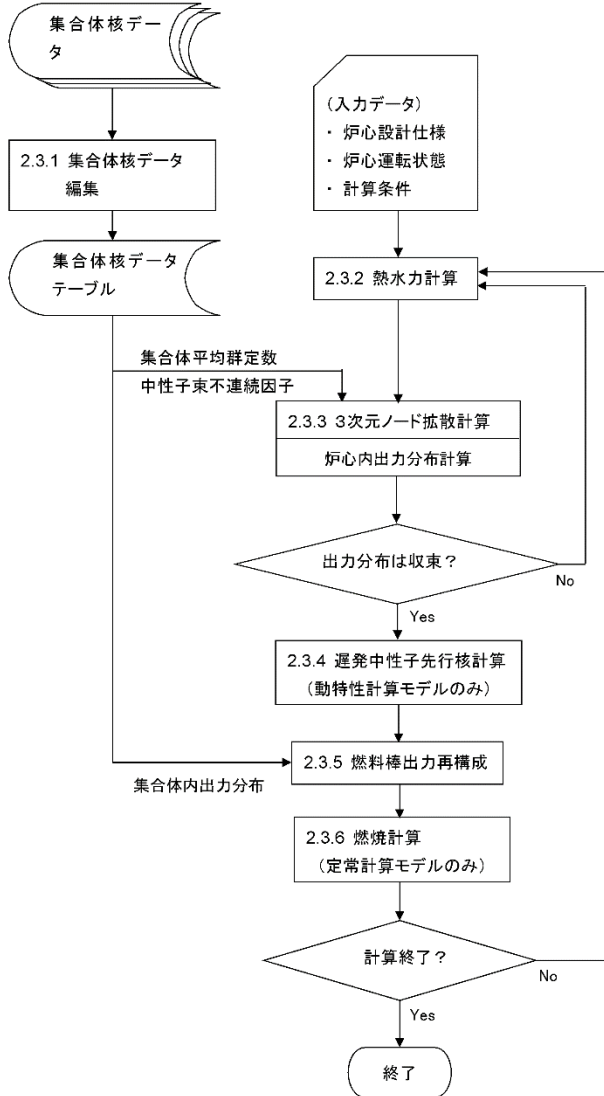 集合体核デー
タ
2.3.1 集合体核データ
編集
集合体核データ
テーブル
(入力データ)
・ 炉心設計仕様
・ 炉心運転状態
・ 計算条件
2.3.2 熱水力計算
集合体平均群定数
中性子束不連続因子
2.3.3 3次元ノード拡散計算
炉心内出力分布計算
出力分布は収束?
No
Yes
2.3.4 遅発中性子先行核計算
(動特性計算モデルのみ)
2.3.5 燃料棒出力再構成
集合体内出力分布
2.3.6 燃焼計算
(定常計算モデルのみ)
計算終了?
No
Yes
終了